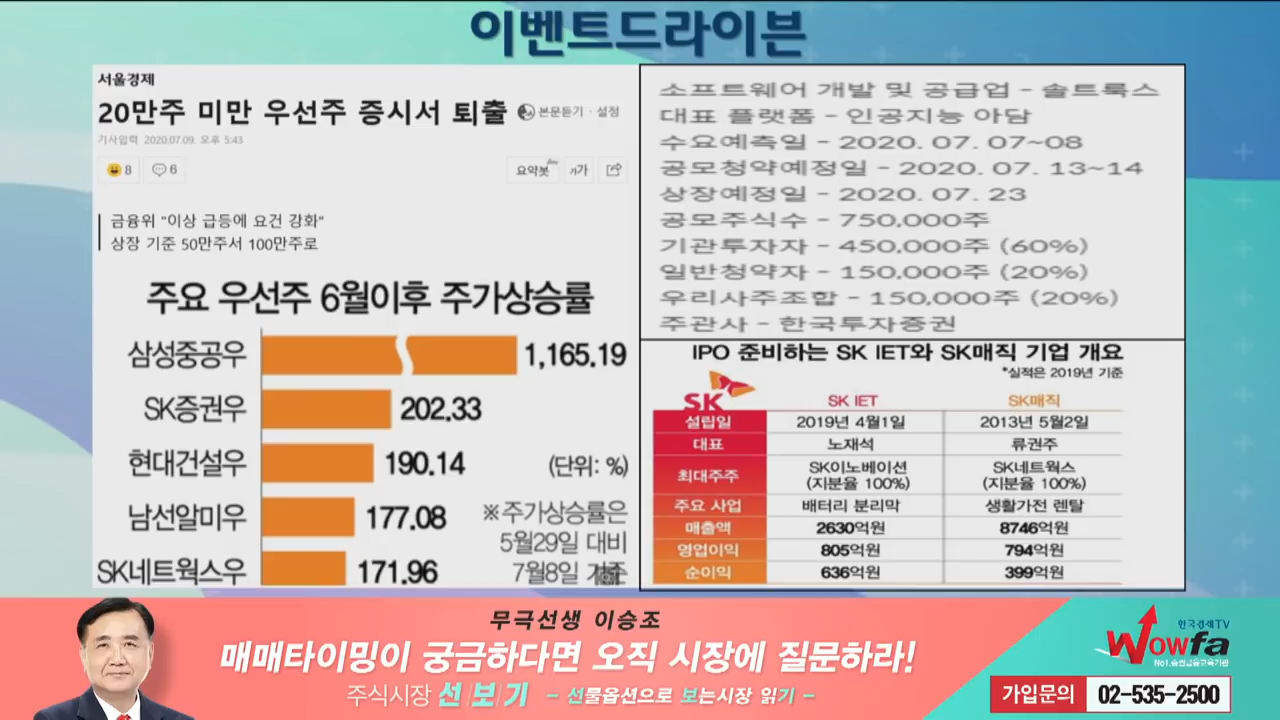 이벤트드라이븐
서울경제
20만주 미만 우선주 증시서 퇴출
본문듣기 · 설정
기사입력 2020.07.09. 오후 5:43
8
6
요약봇
가가
금융위 "이상 급등에 요건 강화"
상장 기준 50만주서 100만주로
주요 우선주 6월이후 주가상승률
삼성중공우 1,165.19
SK증권우 202.33
현대건설우 190.14
(단위: %)
남선알미우 177.08
SK네트웍스우 171.96
※주가상승률은
5월29일 대비
7월8일 기준
소프트웨어 개발 및 공급업 - 솔트룩스
대표 플랫폼 - 인공지능 아담
수요예측일 - 2020. 07. 07~08
공모청약예정일 - 2020. 07. 13~14
상장예정일 - 2020. 07. 23
공모주식수 - 750,000주
기관투자자 - 450,000주 (60%)
일반청약자 - 150,000주 (20%)
우리사주조합 - 150,000주 (20%)
주관사 - 한국투자증권
IPO 준비하는 SK IET와 SK매직 기업 개요
*실적은 2019년 기준
SK
SK IET SK매직
설립일 2019년 4월1일 2013년 5월2일
대표 노재석 류권주
최대주주 SK이노베이션 (지분율 100%) SK네트웍스 (지분율 100%)
주요 사업 배터리 분리막 생활가전 렌탈
매출액 2630억원 8746억원
영업이익 805억원 794억원
순이익 636억원 399억원
무극선생 이승조
매매타이밍이 궁금하다면 오직 시장에 질문하라!
주식시장 선보기 - 선물옵션으로 보는시장 읽기 -
한국경제TV
Wowfa
No1.증권교육기관
가입문의 02-535-2500